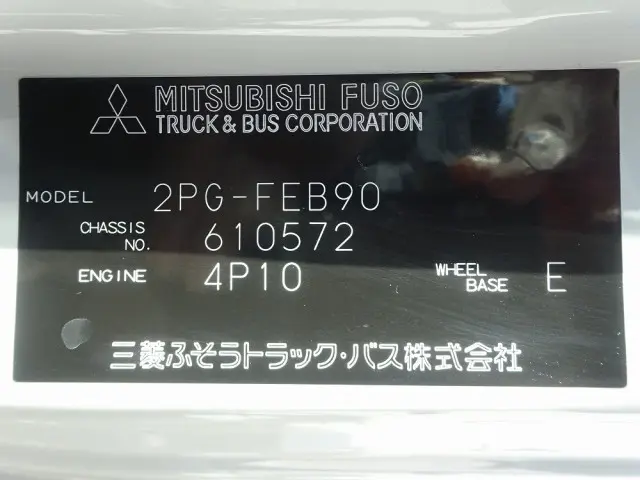 MITSUBISHI FUSO
TRUCK & BUS CORPORATION
MODEL 2PG-FEB90
CHASSIS NO. 610572
ENGINE 4P10 WHEEL BASE E
三菱ふそうトラック・バス株式会社